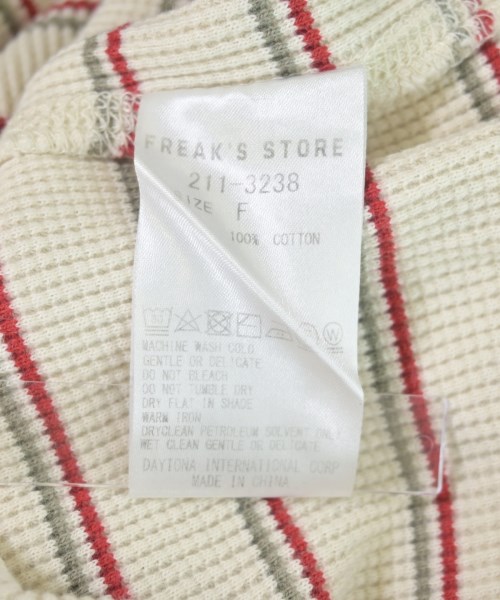 FREAK'S STORE
211-3238
SIZE F
100% COTTON
MACHINE WASH COLD
GENTLE OR DELICATE
DO NOT BLEACH
DO NOT TUMBLE DRY
DRY FLAT IN SHADE
WARM IRON
DRYCLEAN PETROLEUM SOLVENT ONLY
WET CLEAN GENTLE OR DELICATE
DAYTONA INTERNATIONAL CORP
MADE IN CHINA